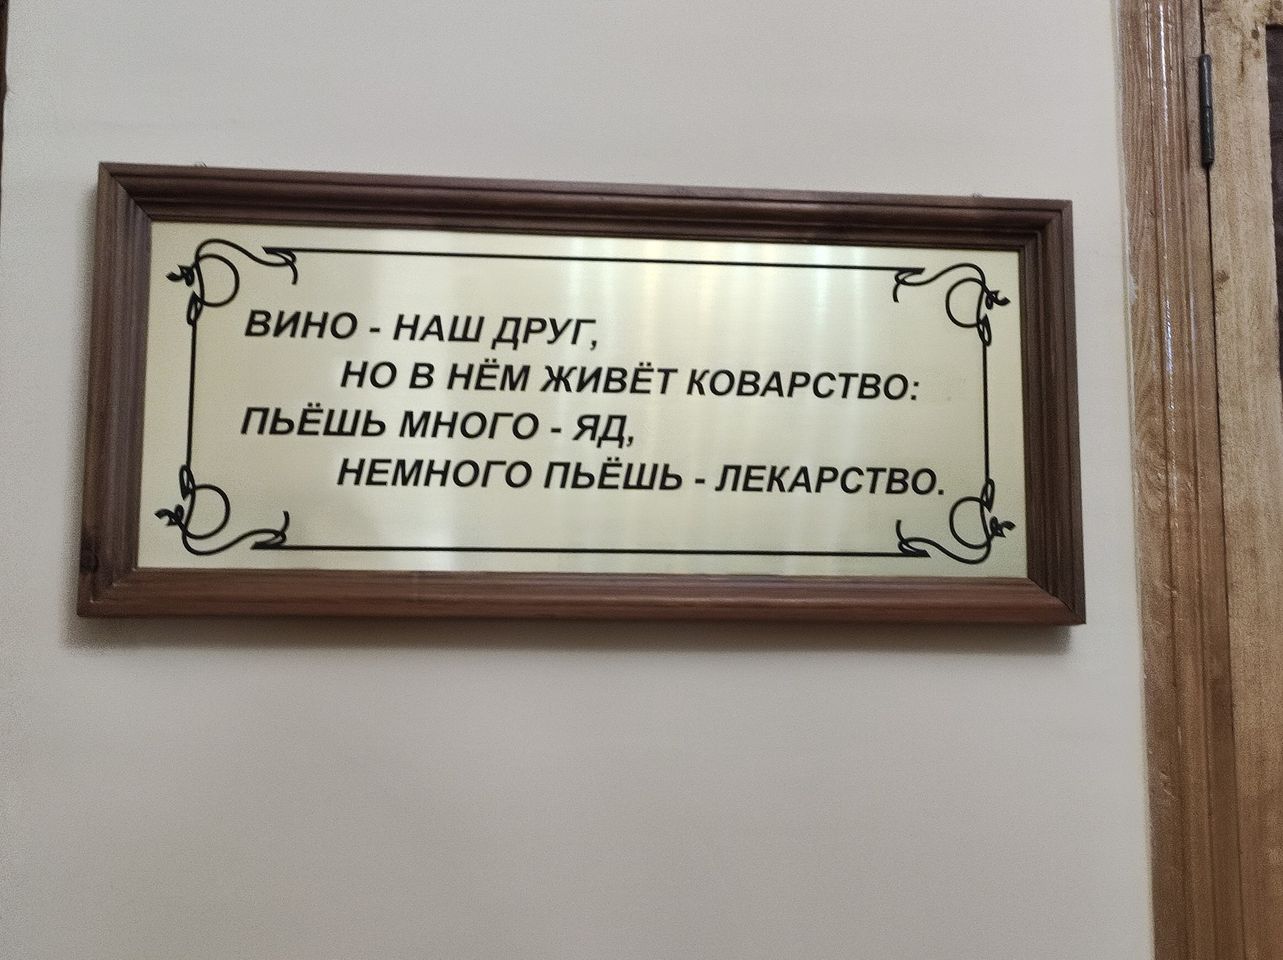 ВИНО - НАШ ДРУГ,
НО В НЁМ ЖИВЁТ КОВАРСТВО:
ПЬЁШЬ МНОГО - ЯД,
НЕМНОГО ПЬЁШЬ - ЛЕКАРСТВО.